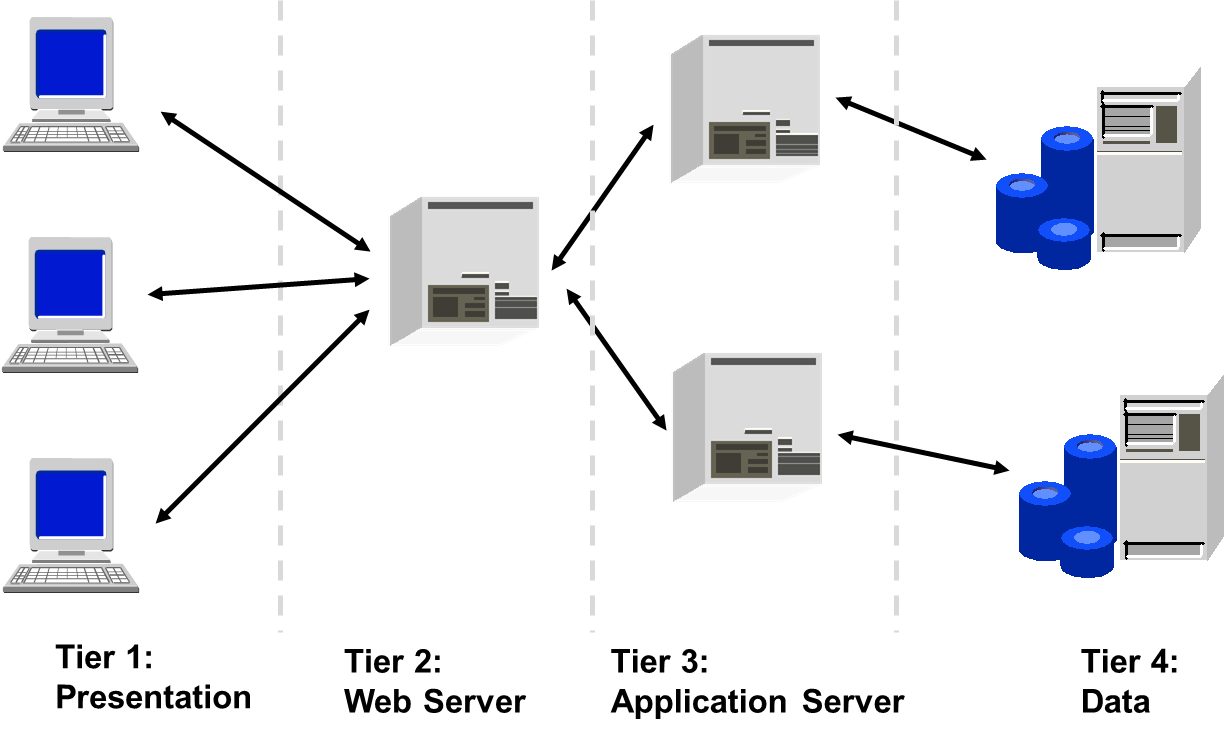 Tier 1:
Presentation
Tier 2:
Web Server
Tier 3:
Application Server
Tier 4:
Data